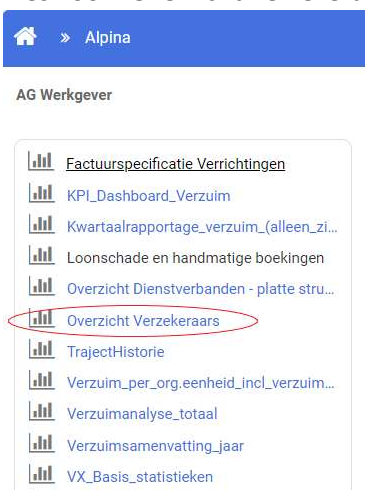 » Alpina
AG Werkgever
Factuurspecificatie Verrichtingen
KPI_Dashboard_Verzuim
Kwartaalrapportage_verzuim_(alleen_zi...
Loonschade en handmatige boekingen
Overzicht Dienstverbanden - platte stru...
Overzicht Verzekeraars
TrajectHistorie
Verzuim_per_org.eenheid_incl_verzuim...
Verzuimanalyse_totaal
Verzuimsamenvatting_jaar
VX_Basis_statistieken